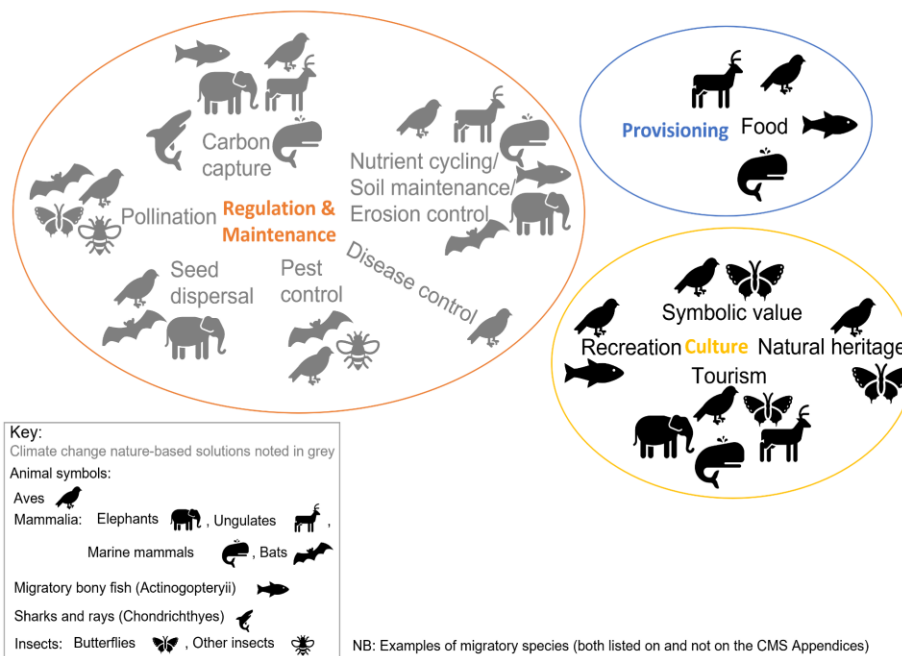 Carbon
capture
Nutrient cycling/
Soil maintenance/
Erosion control
Pollination
Regulation &
Maintenance
Seed
dispersal
Pest
control
Disease control
Provisioning Food
Symbolic value
Recreation Culture Natural heritage
Tourism
Key:
Climate change nature-based solutions noted in grey
Animal symbols:
Aves
Mammalia: Elephants , Ungulates ,
Marine mammals , Bats
Migratory bony fish (Actinogopteryii)
Sharks and rays (Chondrichthyes)
Insects: Butterflies , Other insects
NB: Examples of migratory species (both listed on and not on the CMS Appendices)